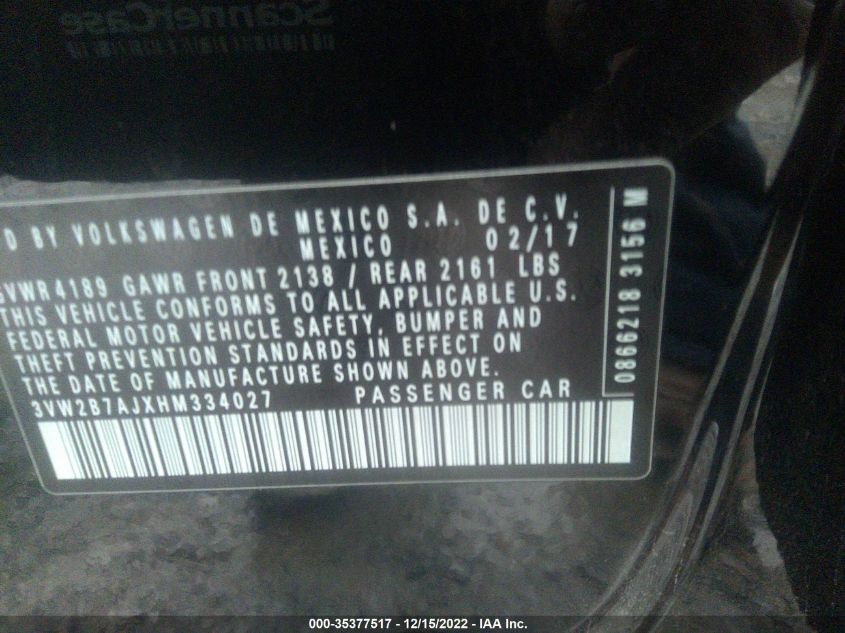 ScannerCase
D BY VOLKSWAGEN DE MEXICO S.A. DE C.V.
MEXICO 02/17
GVWR4189 GAWR FRONT 2138 / REAR 2161 LBS
THIS VEHICLE CONFORMS TO ALL APPLICABLE U.S.
FEDERAL MOTOR VEHICLE SAFETY, BUMPER AND
THEFT PREVENTION STANDARDS IN EFFECT ON
THE DATE OF MANUFACTURE SHOWN ABOVE.
3VW2B7AJXHM334027 PASSENGER CAR
0866218 3156 M
000-35377517 - 12/15/2022 - IAA Inc.